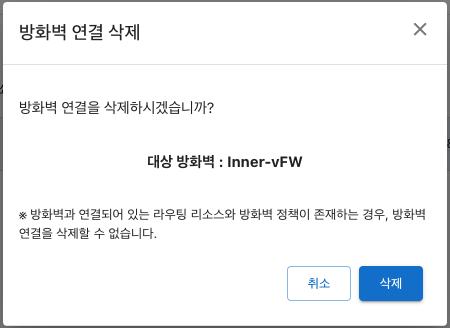 방화벽 연결 삭제
방화벽 연결을 삭제하시겠습니까?
대상 방화벽 : Inner-vFW
※ 방화벽과 연결되어 있는 라우팅 리소스와 방화벽 정책이 존재하는 경우, 방화벽
연결을 삭제할 수 없습니다.
취소
삭제